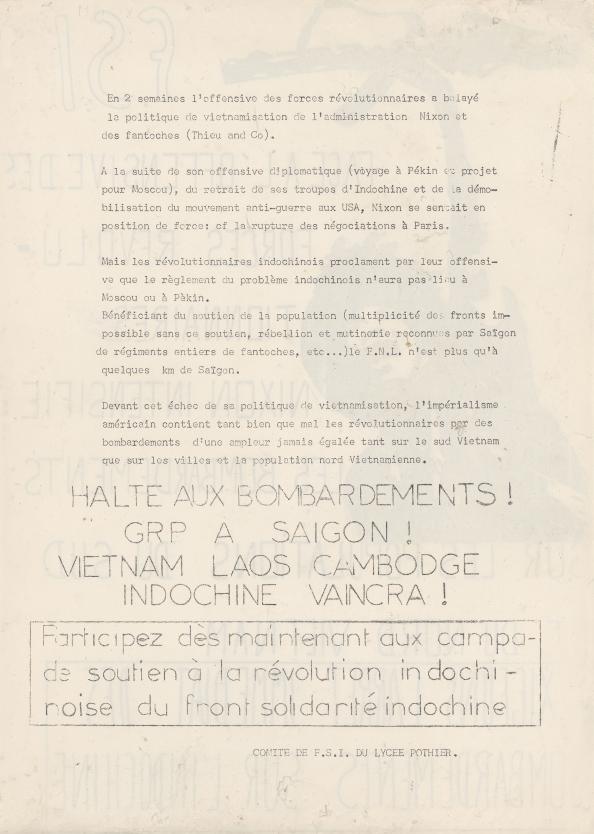 En 2 semaines l'offensive des forces révolutionnaires a balayé
la politique de vietnamisation de l'administration Nixon et
des fantoches (Thieu and Co).
A la suite de son offensive diplomatique (voyage à Pékin et projet
pour Moscou), du retrait de ses troupes d'Indochine et de la démo-
bilisation du mouvement anti-guerre aux USA, Nixon se sentait en
position de force: cf la rupture des négociations à Paris.
Mais les révolutionnaires indochinois proclament par leur offensi-
ve que le règlement du problème indochinois n'aura pas lieu à
Moscou ou à Pèkin.
Bénéficiant du soutien de la population (multiplicité des fronts im-
possible sans ce soutien, rébellion et mutinerie reconnues par Saïgon
de régiments entiers de fantoches, etc...)le F.N.L. n'est plus qu'à
quelques km de Saïgon.
Devant cet échec de sa politique de vietnamisation, l'impérialisme
américain contient tant bien que mal les révolutionnaires par des
bombardements d'une ampleur jamais égalée tant sur le sud Vietnam
que sur les villes et la population nord Vietnamienne.
HALTE AUX BOMBARDEMENTS !
GRP A SAIGON !
VIETNAM LAOS CAMBODGE
INDOCHINE VAINCRA !
Participez dès maintenant aux campa-
de soutien à la révolution indochi-
noise du front solidarité indochine
COMITE DE F.S.I. DU LYCEE POTHIER.